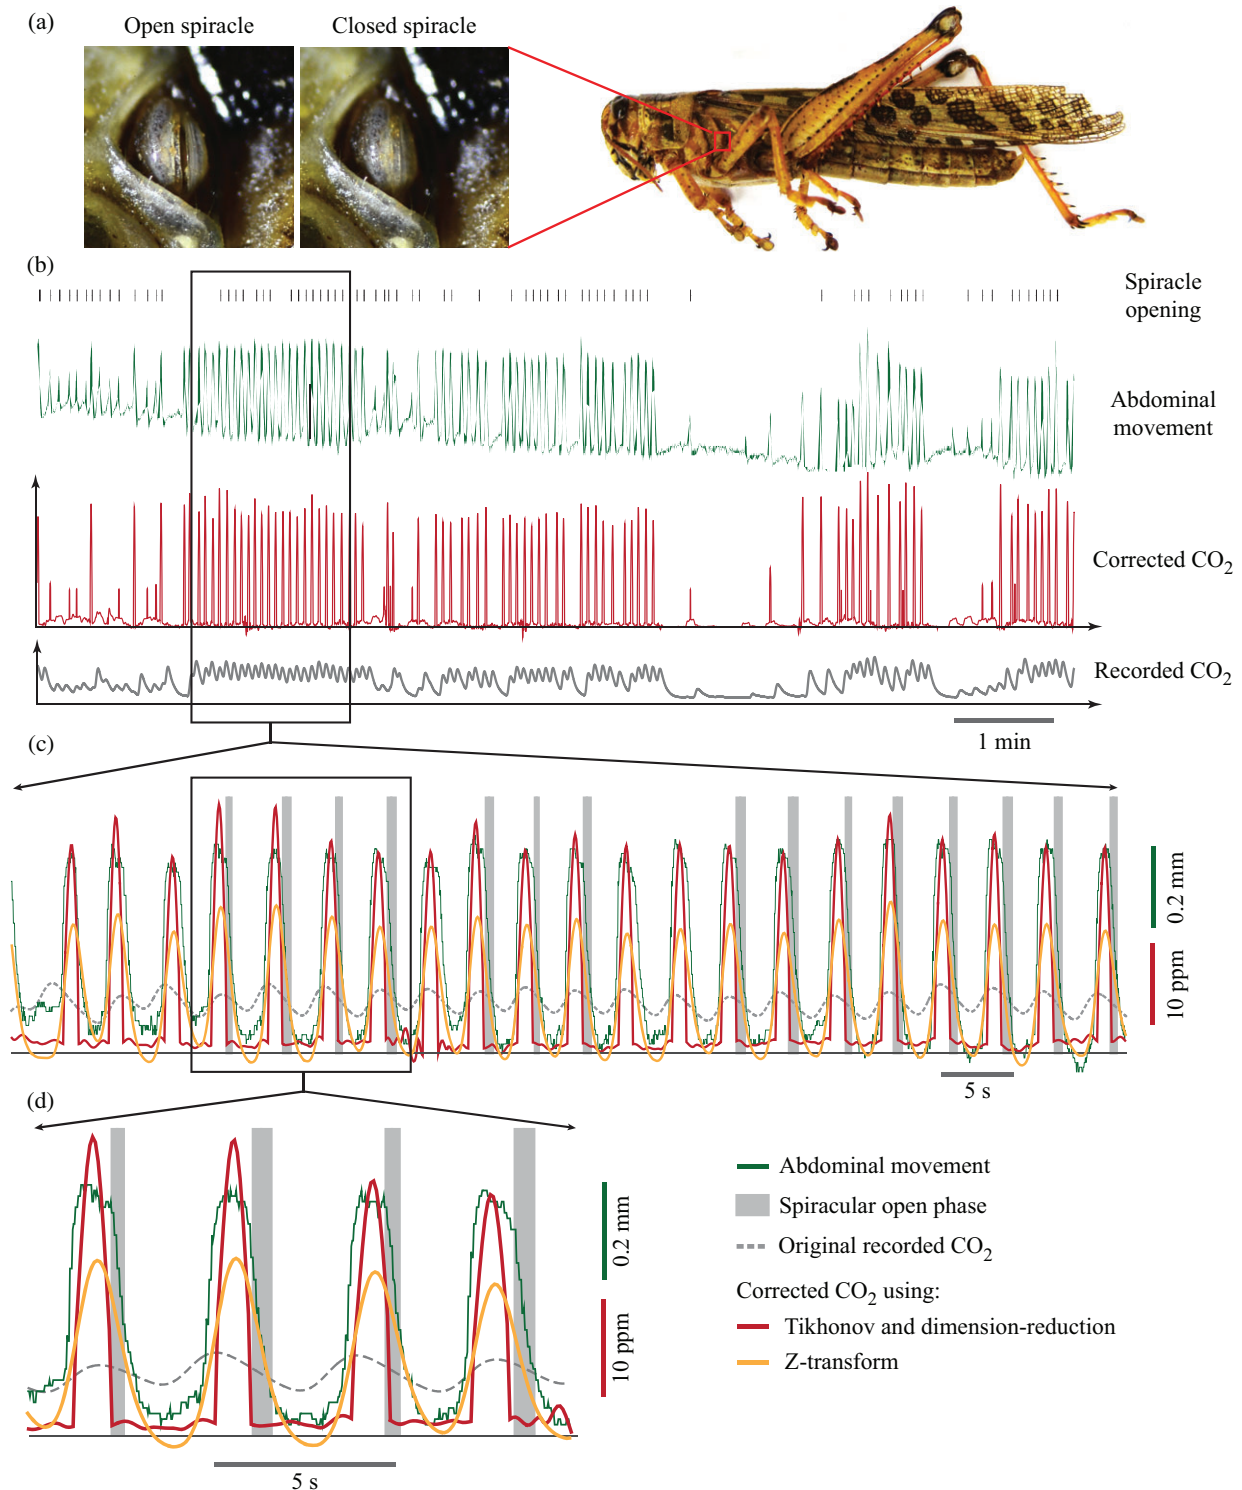 (a)
Open spiracle
Closed spiracle
(b)
Spiracle
opening
Abdominal
movement
Corrected CO2
Recorded CO2
1 min
(c)
0.2 mm
10 ppm
5 s
(d)
0.2 mm
10 ppm
5 s
Abdominal movement
Spiracular open phase
Original recorded CO2
Corrected CO2 using:
Tikhonov and dimension-reduction
Z-transform